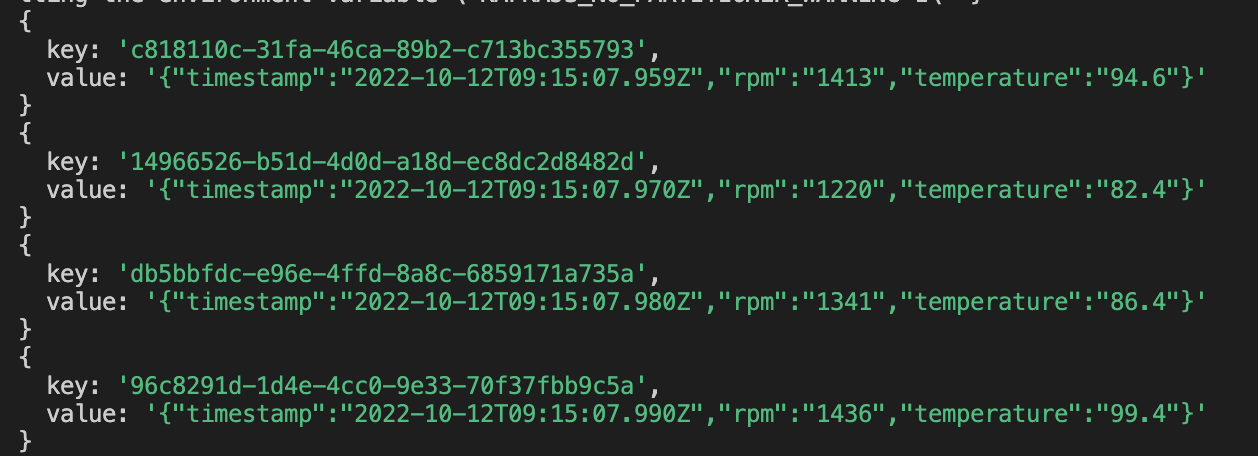 the environment variable
{
  key: 'c818110c-31fa-46ca-89b2-c713bc355793',
  value: '{"timestamp":"2022-10-12T09:15:07.959Z","rpm":"1413","temperature":"94.6"}'
}
{
  key: '14966526-b51d-4d0d-a18d-ec8dc2d8482d',
  value: '{"timestamp":"2022-10-12T09:15:07.970Z","rpm":"1220","temperature":"82.4"}'
}
{
  key: 'db5bbfdc-e96e-4ffd-8a8c-6859171a735a',
  value: '{"timestamp":"2022-10-12T09:15:07.980Z","rpm":"1341","temperature":"86.4"}'
}
{
  key: '96c8291d-1d4e-4cc0-9e33-70f37fbb9c5a',
  value: '{"timestamp":"2022-10-12T09:15:07.990Z","rpm":"1436","temperature":"99.4"}'
}